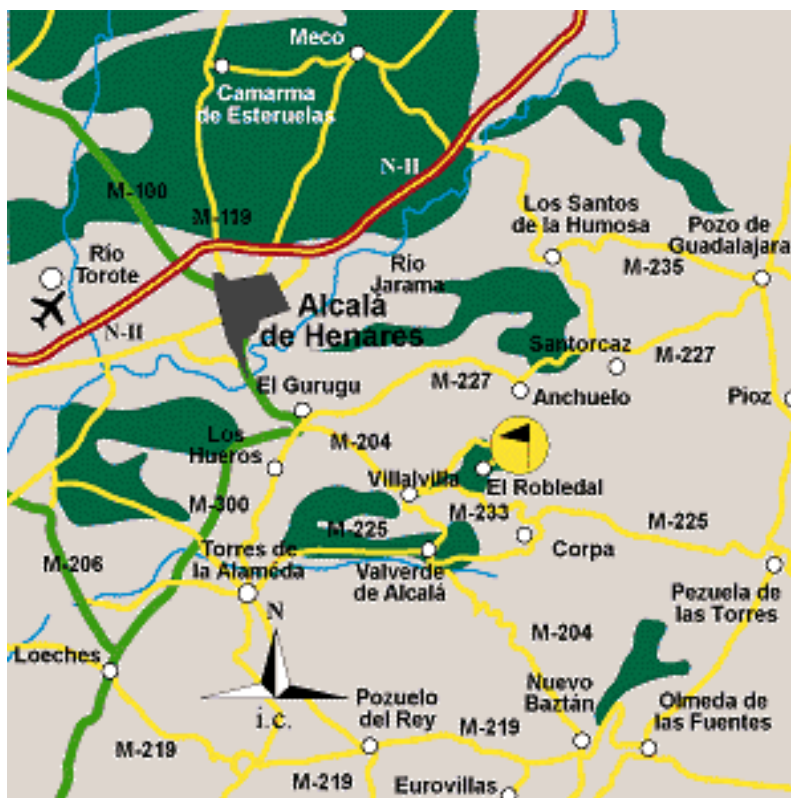 Meco
Camarma
de Esteruelas
N-II
M-100
M-119
Los Santos
de la Humosa
Pozo de
Guadalajara
Río
Torote
Río
Jarama
M-235
Alcalá
de Henares
N-II
Santorcaz
M-227
El Gurugu
M-227
Anchuelo
Pioz
Los
Hueros
M-204
Villalvilla
El Robledal
M-300
M-233
M-225
M-225
Torres de
la Alaméda
Corpa
M-206
Valverde
de Alcalá
Pezuela de
las Torres
N
M-204
Loeches
Nuevo
Baztán
Olmeda de
las Fuentes
Pozuelo
del Rey
i.c.
M-219
M-219
M-219
Eurovillas